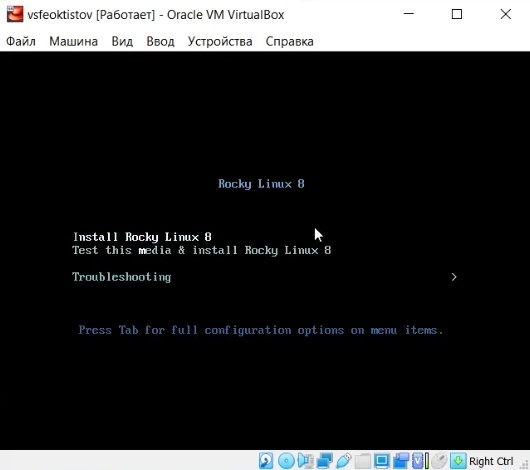 vsfeoktistov [Работает] - Oracle VM VirtualBox
Файл Машина Вид Ввод Устройства Справка
Rocky Linux 8
Install Rocky Linux 8
Test this media & install Rocky Linux 8
Troubleshooting >
Press Tab for full configuration options on menu items.
Right Ctrl